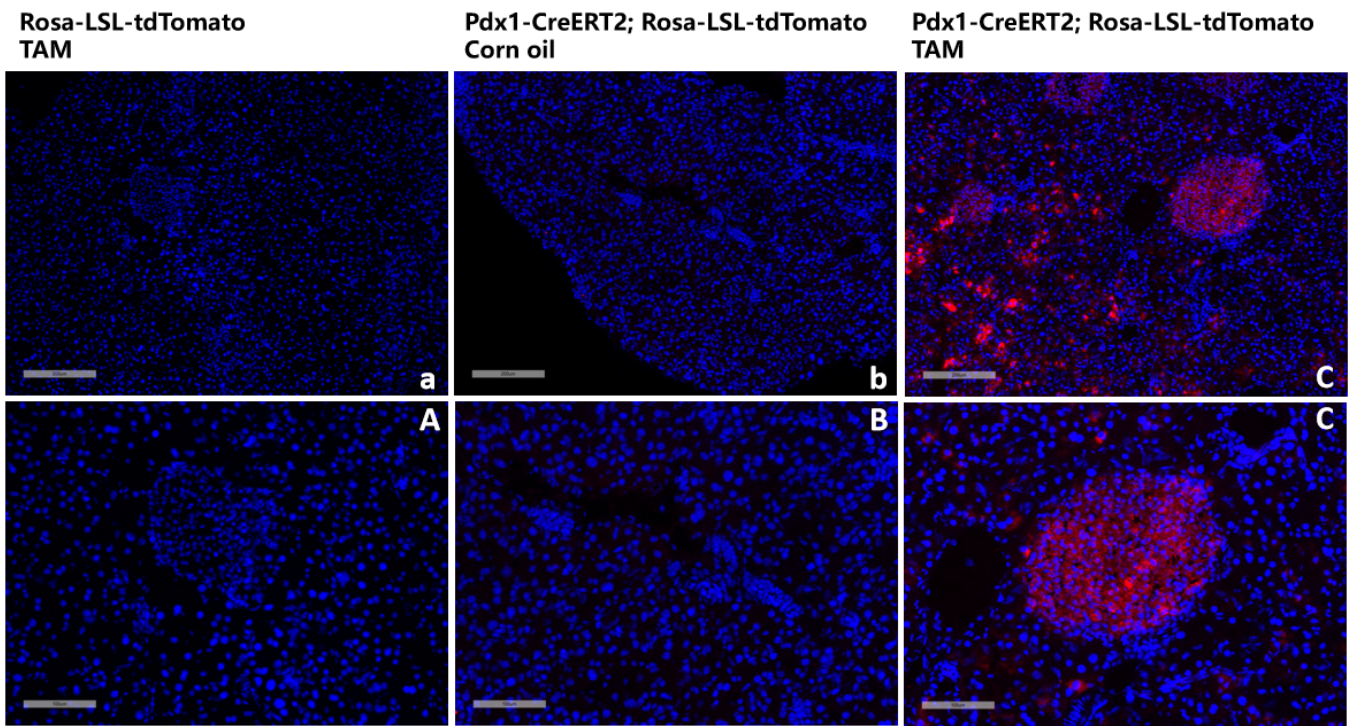 Rosa-LSL-tdTomato
TAM
Pdx1-CreERT2; Rosa-LSL-tdTomato
Corn oil
Pdx1-CreERT2; Rosa-LSL-tdTomato
TAM
a
b
C
A
B
C